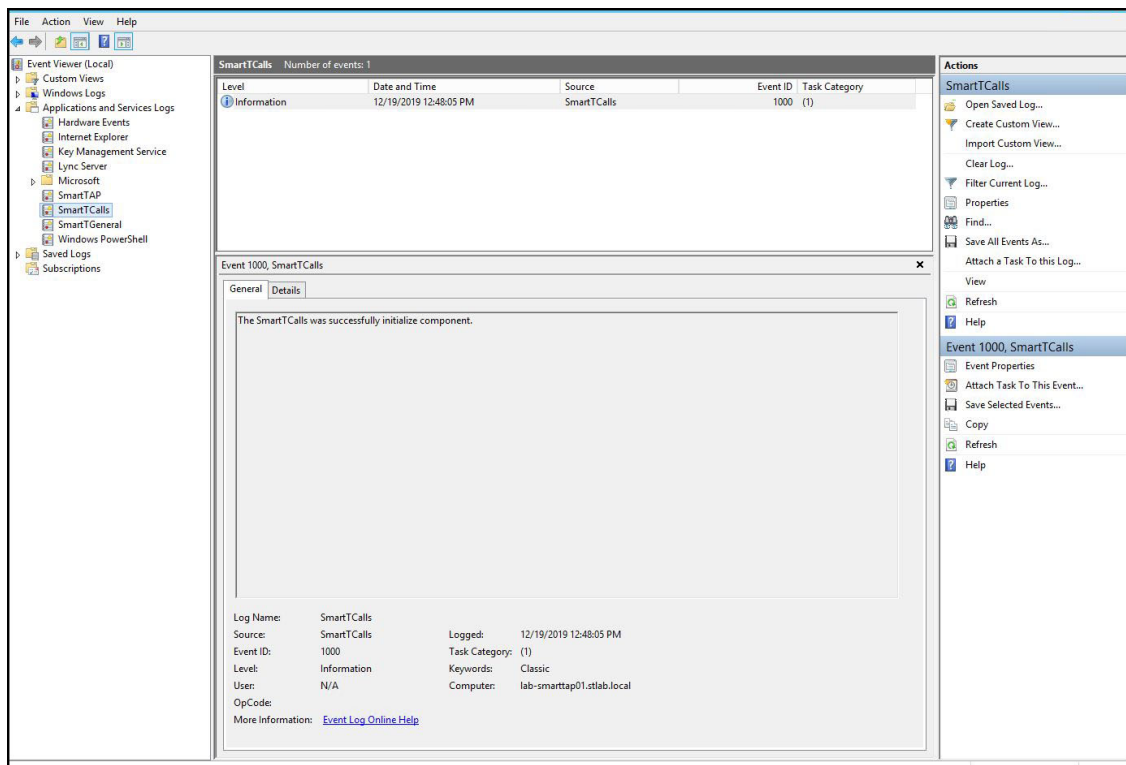 File Action View Help
Event Viewer (Local)
Custom Views
Windows Logs
Applications and Services Logs
Hardware Events
Internet Explorer
Key Management Service
Lync Server
Microsoft
SmartTAP
SmartTCalls
SmartTGeneral
Windows PowerShell
Saved Logs
Subscriptions
SmartTCalls Number of events: 1
Level Date and Time Source Event ID Task Category
Information 12/19/2019 12:48:05 PM SmartTCalls 1000 (1)
Event 1000, SmartTCalls
General Details
The SmartTCalls was successfully initialize component.
Log Name: SmartTCalls
Source: SmartTCalls Logged: 12/19/2019 12:48:05 PM
Event ID: 1000 Task Category: (1)
Level: Information Keywords: Classic
User: N/A Computer: lab-smarttap01.stlab.local
OpCode:
More Information: Event Log Online Help
Actions
SmartTCalls
Open Saved Log...
Create Custom View...
Import Custom View...
Clear Log...
Filter Current Log...
Properties
Find...
Save All Events As...
Attach a Task To this Log...
View
Refresh
Help
Event 1000, SmartTCalls
Event Properties
Attach Task To This Event...
Save Selected Events...
Copy
Refresh
Help